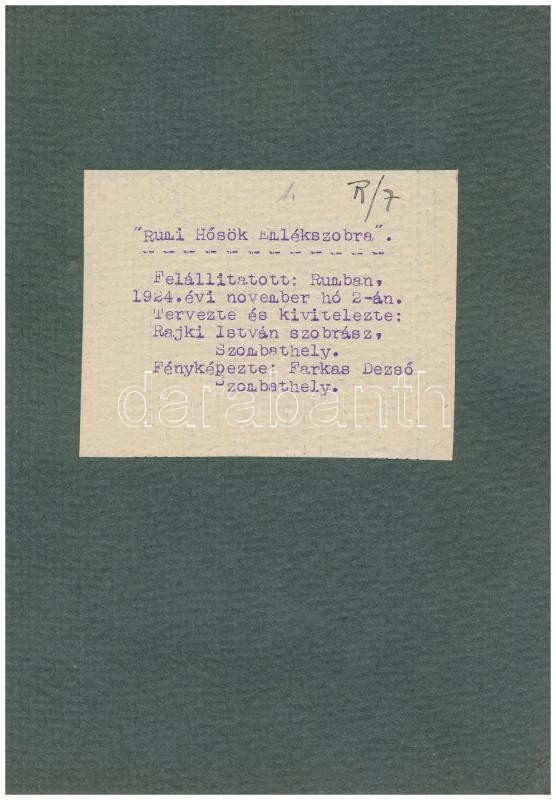 1.
R/7
"Rumi Hősök Emlékszobra".
Felállitatott: Rumban,
1924.évi november hó 2-án.
Tervezte és kivitelezte:
Rajki István szobrász,
Szombathely.
Fényképezte: Farkas Dezső
Szombathely.
darabanth